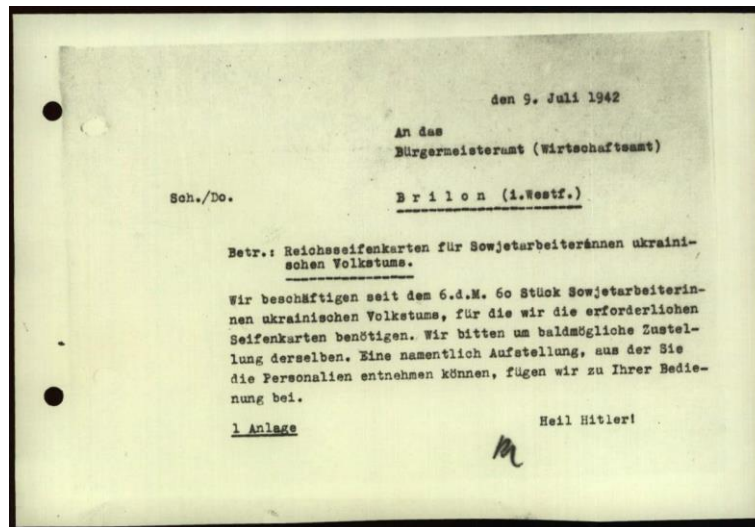 den 9. Juli 1942
An das
Bürgermeisteramt (Wirtschaftsamt)
Sch./Do.
Brilon (i.Westf.)
Betr.: Reichsseifenkarten für Sowjetarbeiterinnen ukraini-
schen Volkstums.
Wir beschäftigen seit dem 6.d.M. 60 Stück Sowjetarbeiterin-
nen ukrainischen Volkstums, für die wir die erforderlichen
Seifenkarten benötigen. Wir bitten um baldmögliche Zustel-
lung derselben. Eine namentlich Aufstellung, aus der Sie
die Personalien entnehmen können, fügen wir zu Ihrer Bedie-
nung bei.
Heil Hitler!
1 Anlage